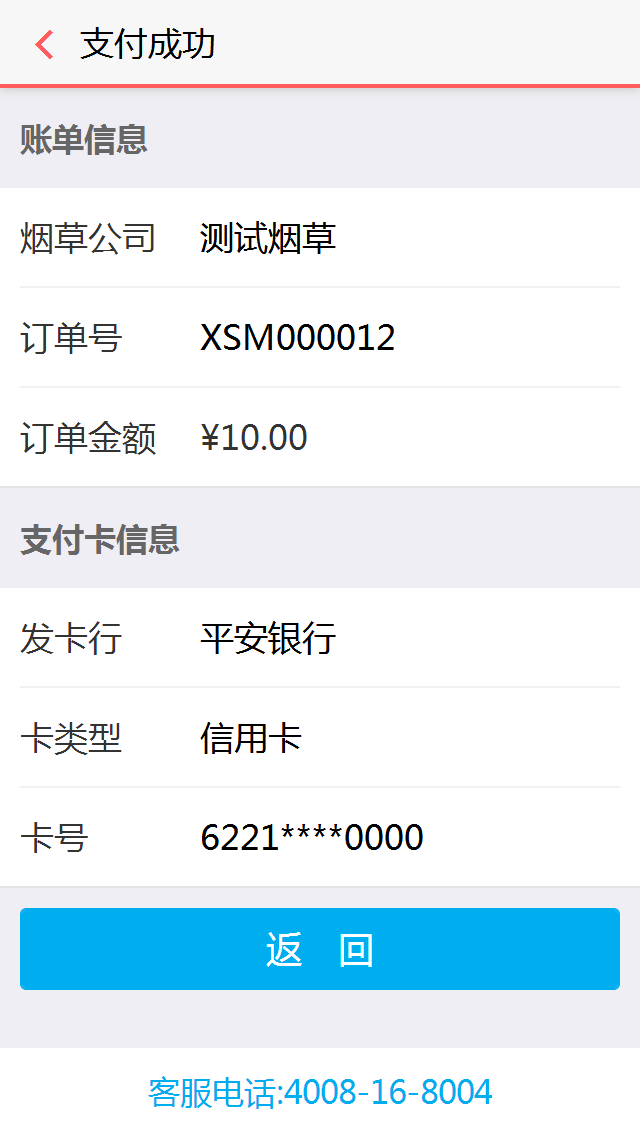 支付成功
账单信息
烟草公司 测试烟草
订单号 XSM000012
订单金额 ¥10.00
支付卡信息
发卡行 平安银行
卡类型 信用卡
卡号 6221****0000
返 回
客服电话:4008-16-8004